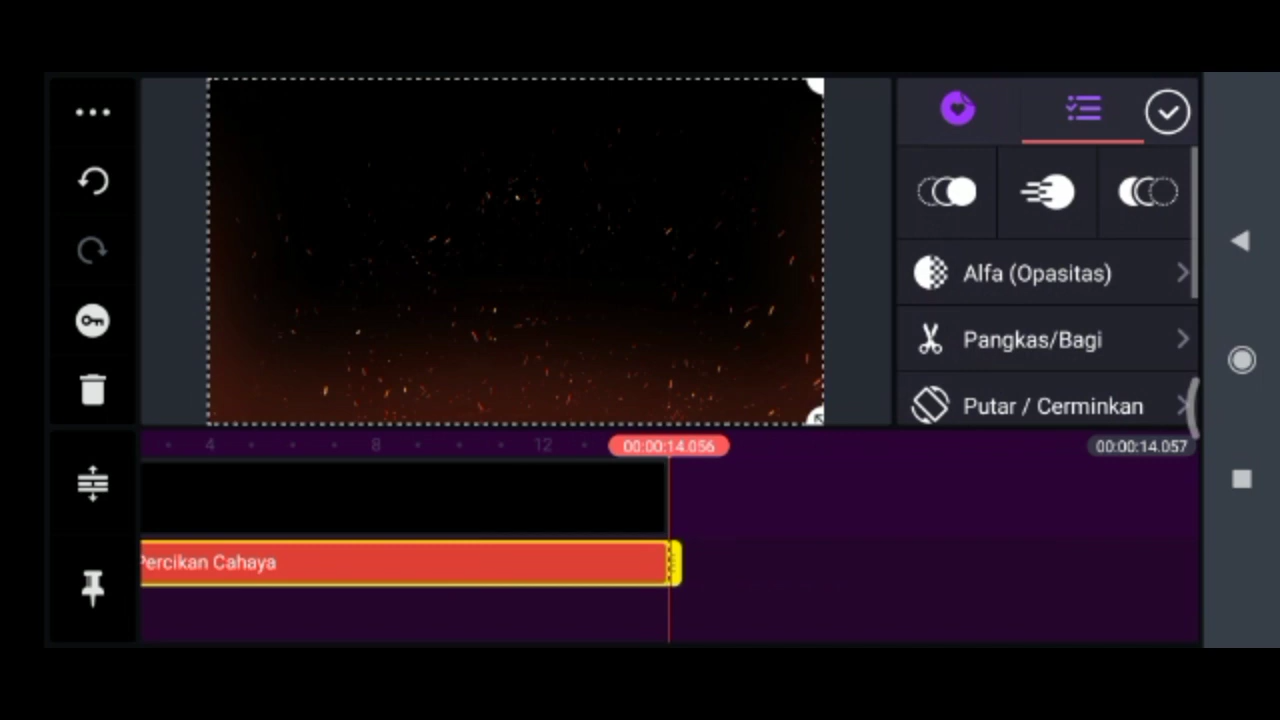 Alfa (Opasitas)
Pangkas/Bagi
Putar / Cerminkan
4
8
12
00:00:14.056
00:00:14.057
Percikan Cahaya